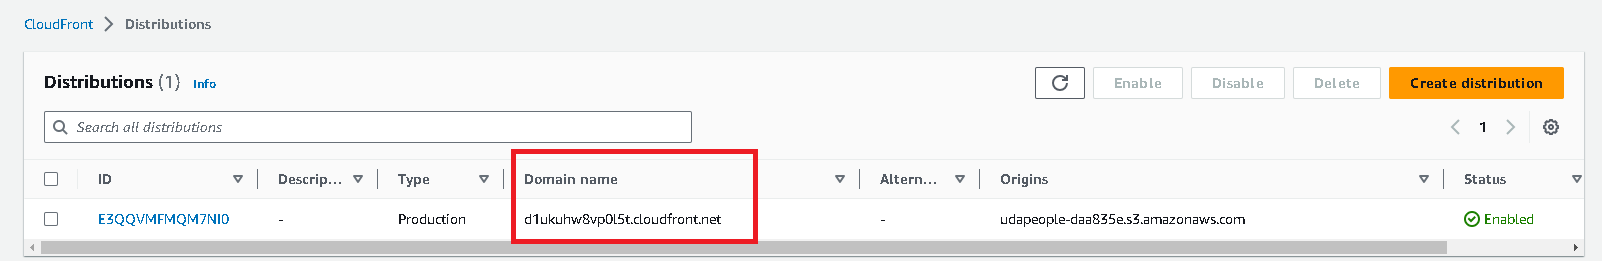 CloudFront > Distributions
Distributions (1) Info Enable Disable Delete Create distribution
Search all distributions 1
ID Descrip... Type Domain name Altern... Origins Status
E3QQVMFMQM7NI0 - Production d1ukuhw8vp0l5t.cloudfront.net - udapeople-daa835e.s3.amazonaws.com Enabled